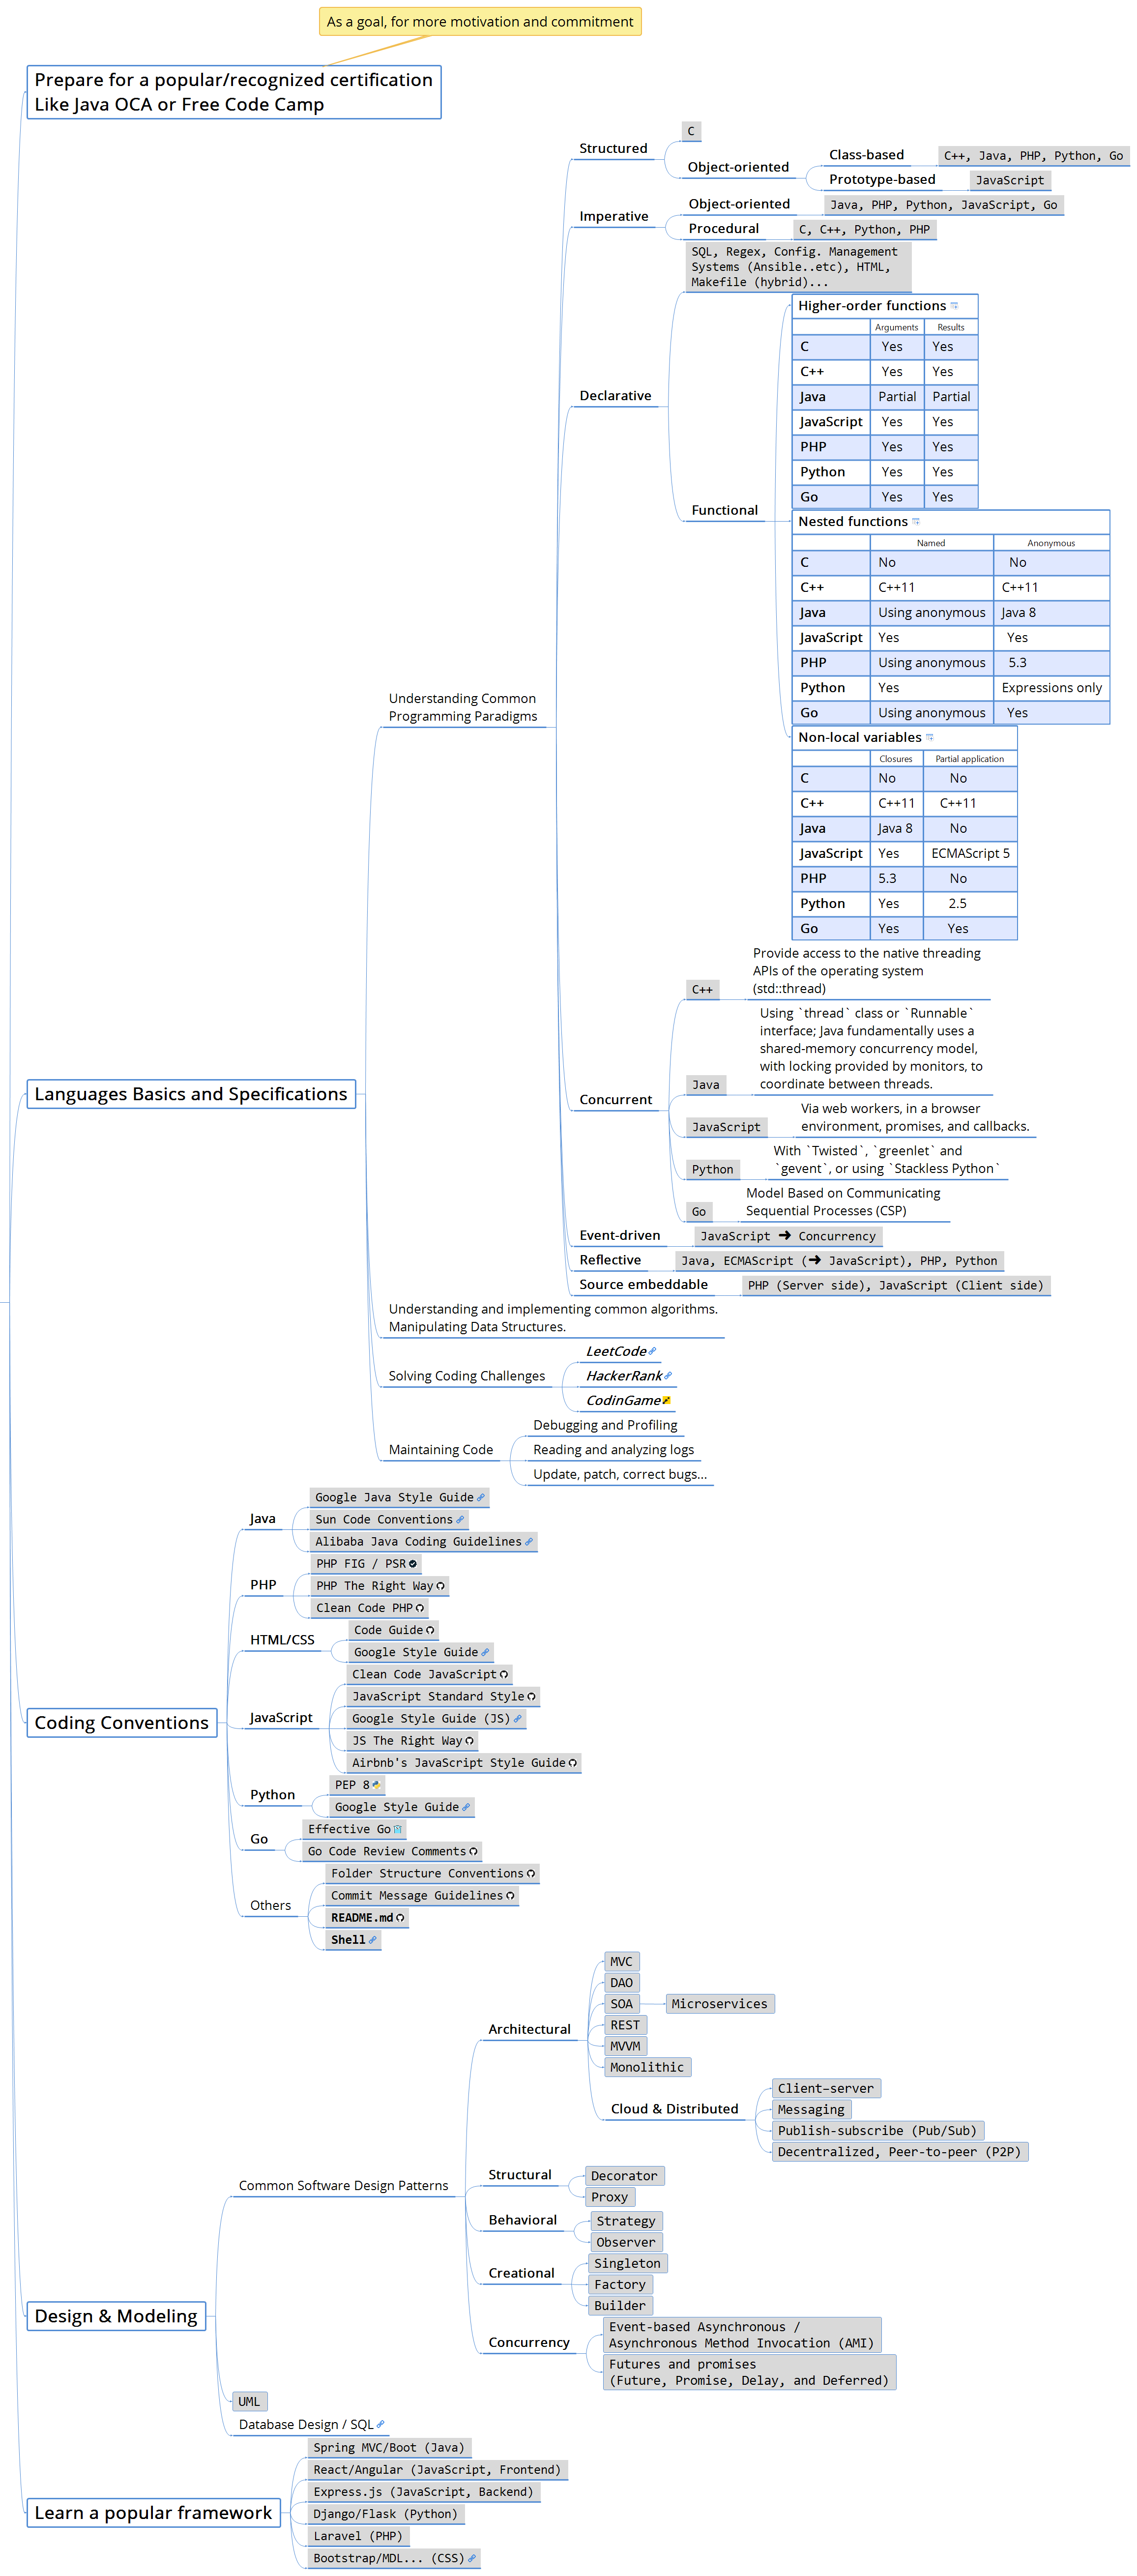 As a goal, for more motivation and commitment
Prepare for a popular/recognized certification
Like Java OCA or Free Code Camp
Languages Basics and Specifications
Understanding Common
Programming Paradigms
Structured
C
Object-oriented
Class-based
C++, Java, PHP, Python, Go
Prototype-based
JavaScript
Imperative
Object-oriented
Java, PHP, Python, JavaScript, Go
Procedural
C, C++, Python, PHP
Declarative
SQL, Regex, Config. Management
Systems (Ansible..etc), HTML,
Makefile (hybrid)...
Functional
Higher-order functions
Arguments Results
C Yes Yes
C++ Yes Yes
Java Partial Partial
JavaScript Yes Yes
PHP Yes Yes
Python Yes Yes
Go Yes Yes
Nested functions
Named Anonymous
C No No
C++ C++11 C++11
Java Using anonymous Java 8
JavaScript Yes Yes
PHP Using anonymous 5.3
Python Yes Expressions only
Go Using anonymous Yes
Non-local variables
Closures Partial application
C No No
C++ C++11 C++11
Java Java 8 No
JavaScript Yes ECMAScript 5
PHP 5.3 No
Python Yes 2.5
Go Yes Yes
Concurrent
C++
Provide access to the native threading
APIs of the operating system
(std::thread)
Java
Using `thread` class or `Runnable`
interface; Java fundamentally uses a
shared-memory concurrency model,
with locking provided by monitors, to
coordinate between threads.
JavaScript
Via web workers, in a browser
environment, promises, and callbacks.
Python
With `Twisted`, `greenlet` and
`gevent`, or using `Stackless Python`
Go
Model Based on Communicating
Sequential Processes (CSP)
Event-driven
JavaScript ➜ Concurrency
Reflective
Java, ECMAScript (➜ JavaScript), PHP, Python
Source embeddable
PHP (Server side), JavaScript (Client side)
Understanding and implementing common algorithms.
Manipulating Data Structures.
Solving Coding Challenges
LeetCode
HackerRank
CodinGame
Maintaining Code
Debugging and Profiling
Reading and analyzing logs
Update, patch, correct bugs...
Coding Conventions
Java
Google Java Style Guide
Sun Code Conventions
Alibaba Java Coding Guidelines
PHP
PHP FIG / PSR
PHP The Right Way
Clean Code PHP
HTML/CSS
Code Guide
Google Style Guide
JavaScript
Clean Code JavaScript
JavaScript Standard Style
Google Style Guide (JS)
JS The Right Way
Airbnb's JavaScript Style Guide
Python
PEP 8
Google Style Guide
Go
Effective Go
Go Code Review Comments
Others
Folder Structure Conventions
Commit Message Guidelines
README.md
Shell
Design & Modeling
Common Software Design Patterns
Architectural
MVC
DAO
SOA
Microservices
REST
MVVM
Monolithic
Cloud & Distributed
Client–server
Messaging
Publish-subscribe (Pub/Sub)
Decentralized, Peer-to-peer (P2P)
Structural
Decorator
Proxy
Behavioral
Strategy
Observer
Creational
Singleton
Factory
Builder
Concurrency
Event-based Asynchronous /
Asynchronous Method Invocation (AMI)
Futures and promises
(Future, Promise, Delay, and Deferred)
UML
Database Design / SQL
Learn a popular framework
Spring MVC/Boot (Java)
React/Angular (JavaScript, Frontend)
Express.js (JavaScript, Backend)
Django/Flask (Python)
Laravel (PHP)
Bootstrap/MDL... (CSS)